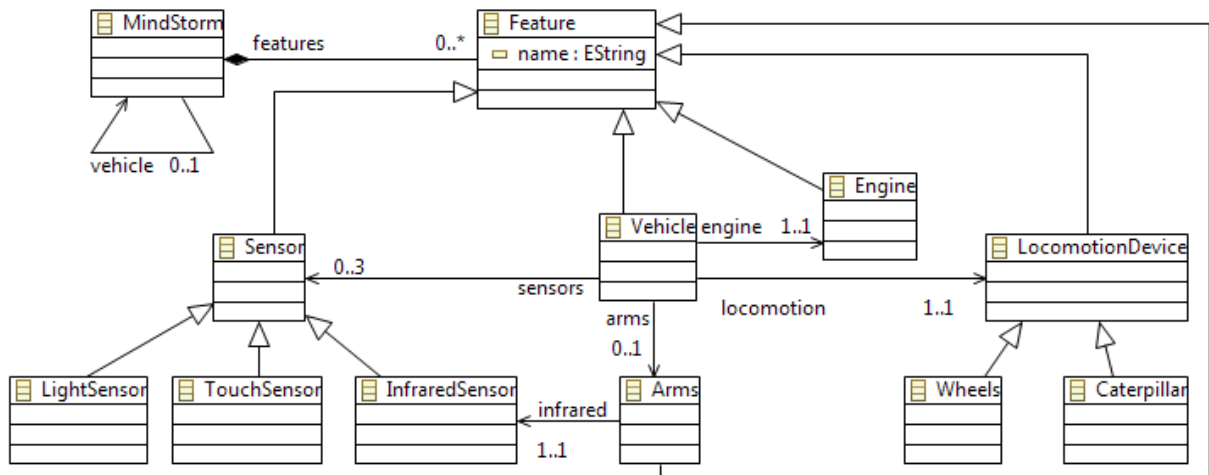 MindStorm
Feature
features
0..*
name : EString
vehicle 0..1
Engine
Vehicle
engine
1..1
Sensor
LocomotionDevice
0..3
sensors
locomotion
1..1
arms
0..1
LightSensor
TouchSensor
InfraredSensor
infrared
1..1
Arms
Wheels
Caterpillar